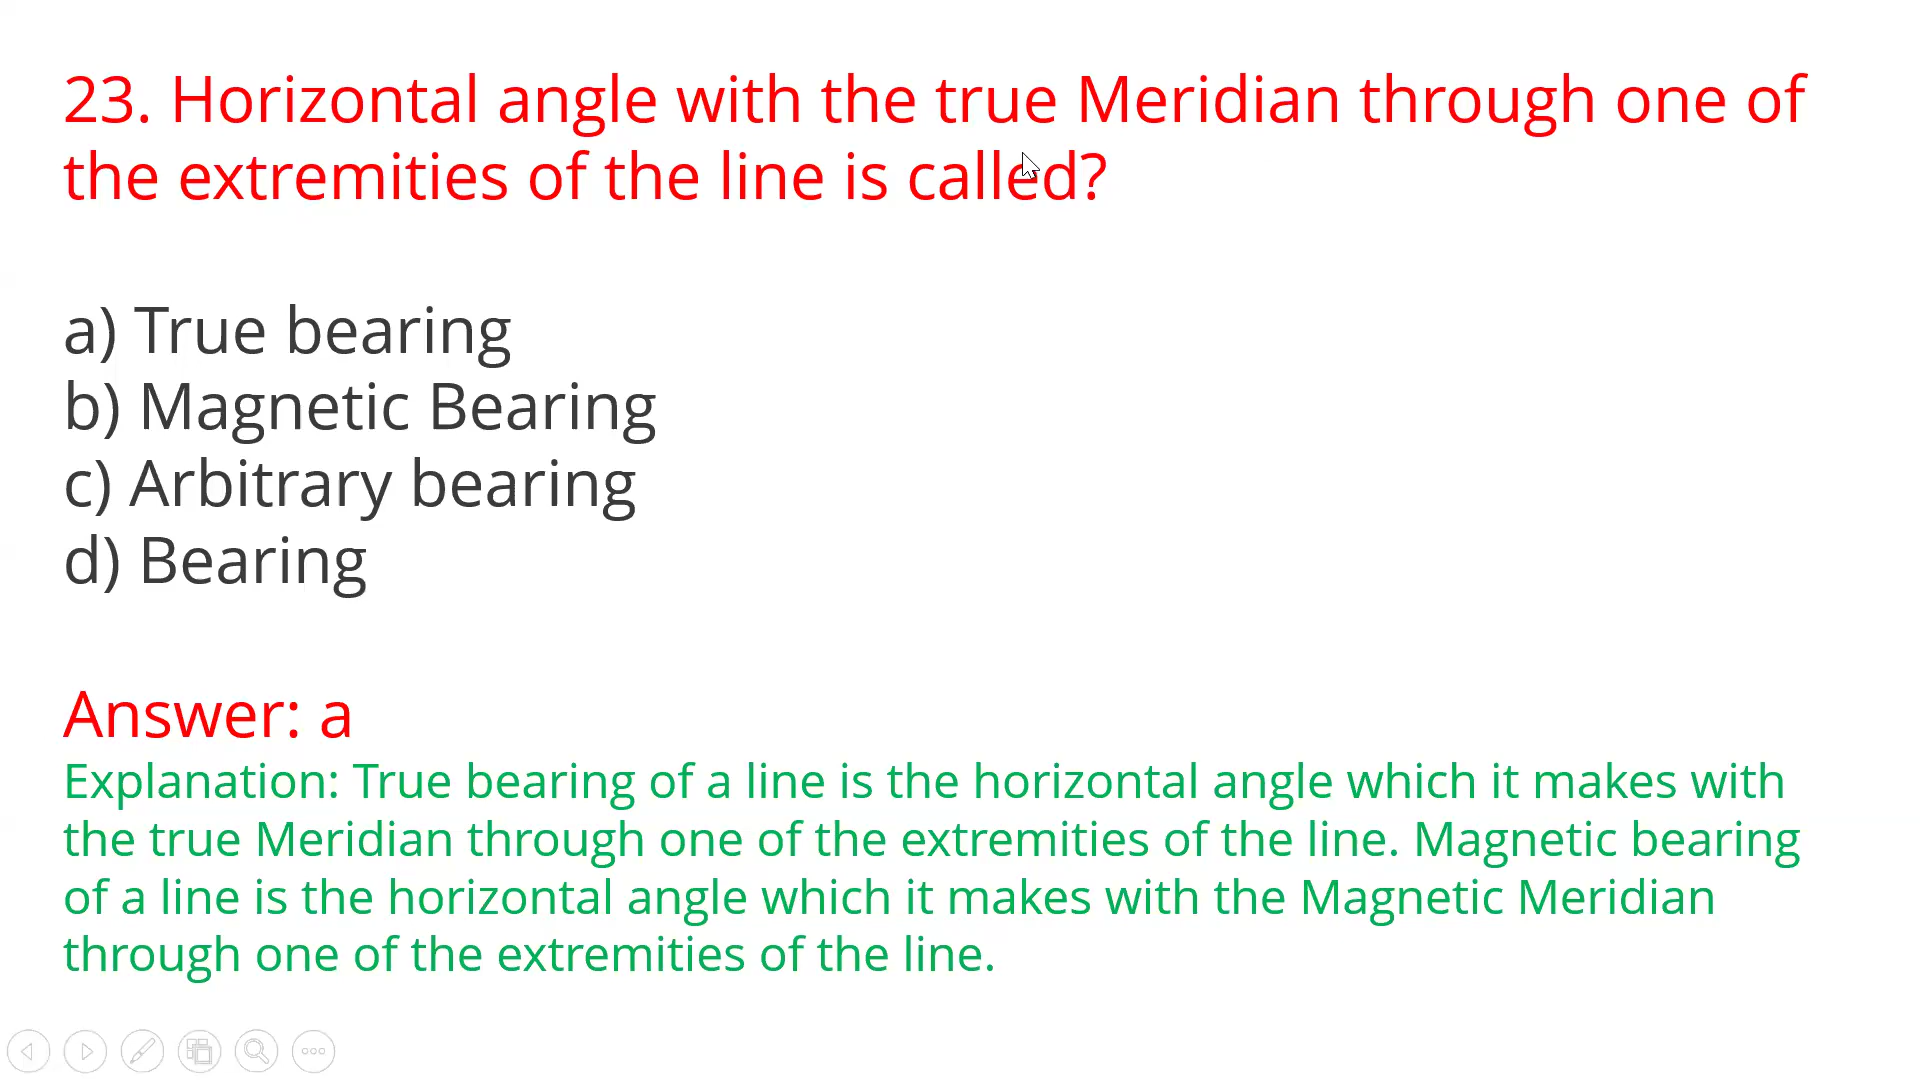 23. Horizontal angle with the true Meridian through one of
the extremities of the line is called?
a) True bearing
b) Magnetic Bearing
c) Arbitrary bearing
d) Bearing
Answer: a
Explanation: True bearing of a line is the horizontal angle which it makes with
the true Meridian through one of the extremities of the line. Magnetic bearing
of a line is the horizontal angle which it makes with the Magnetic Meridian
through one of the extremities of the line.